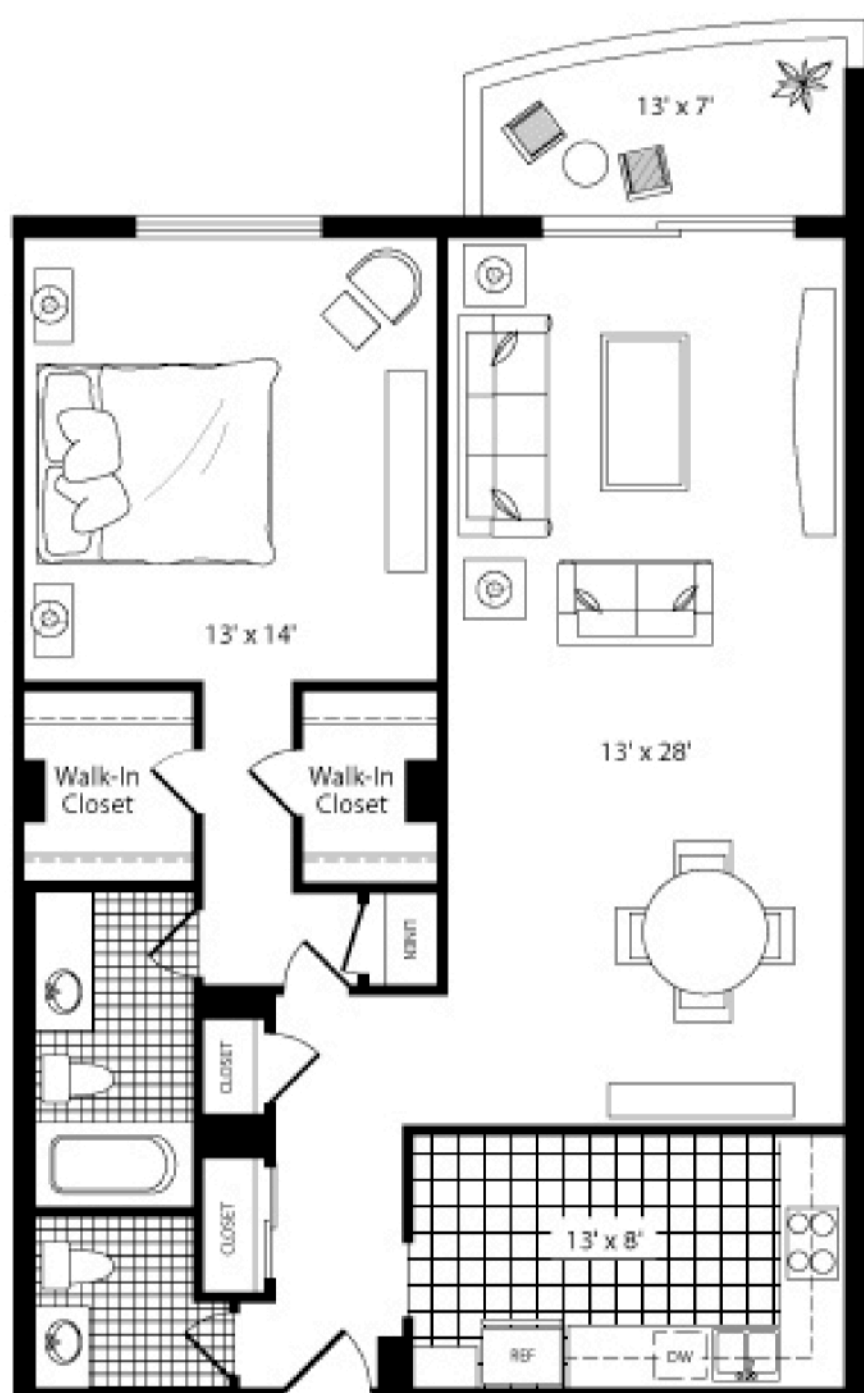 13' x 7'
13' x 14'
Walk-In
Closet
Walk-In
Closet
13' x 28'
LINEN
CLOSET
CLOSET
13' x 8'
REF
DW